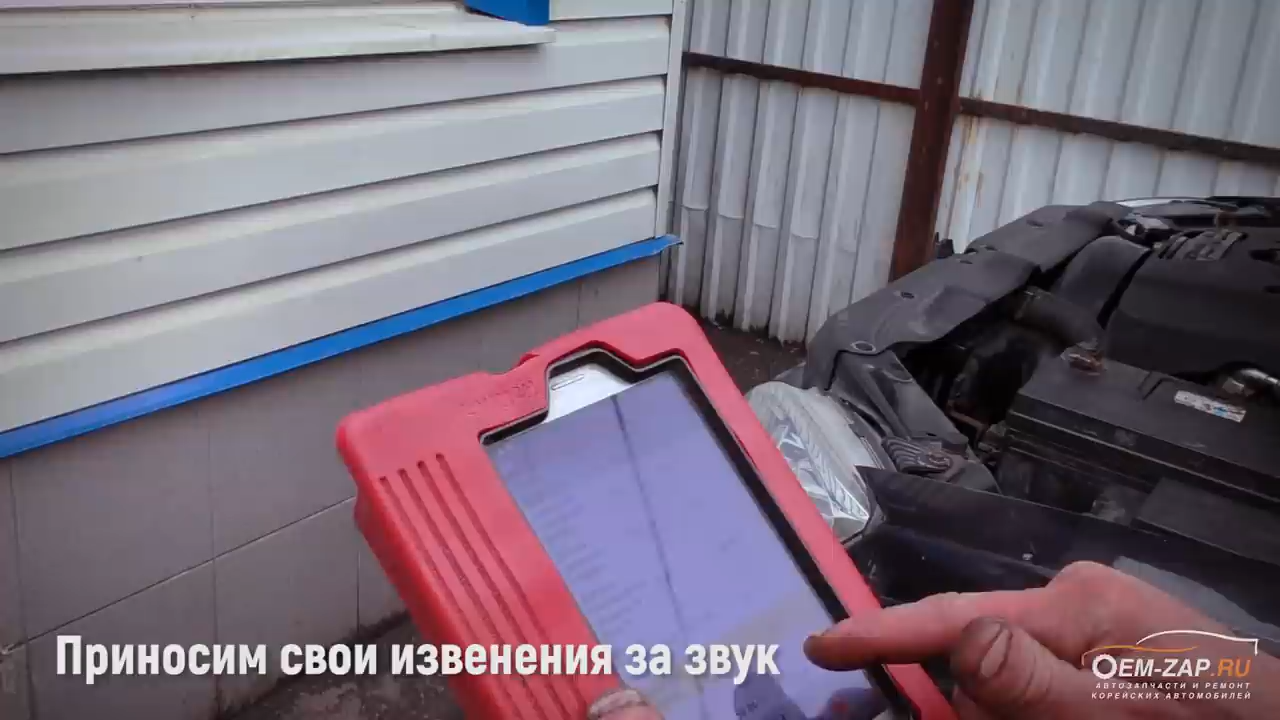 Приносим свои извенения за звук
OEM-ZAP.RU
АВТОЗАПЧАСТИ И РЕМОНТ
КОРЕЙСКИХ АВТОМОБИЛЕЙ